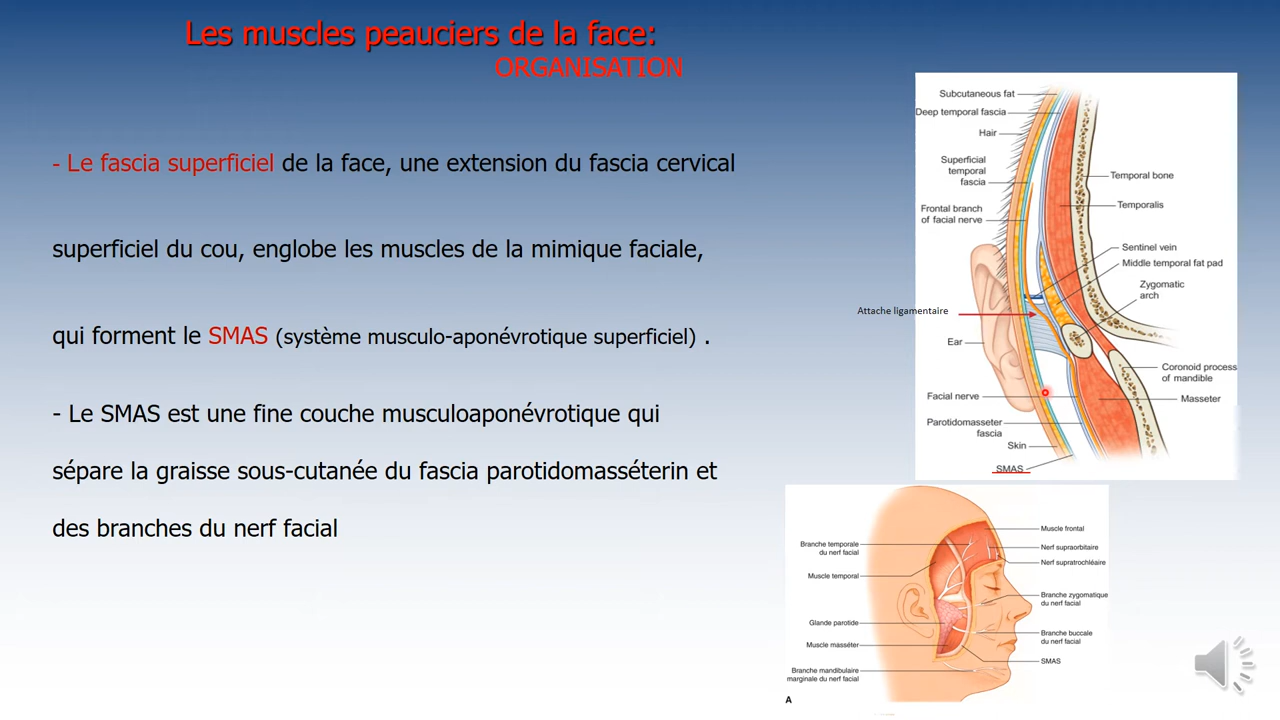 Les muscles peauciers de la face:
ORGANISATION
- Le fascia superficiel de la face, une extension du fascia cervical
superficiel du cou, englobe les muscles de la mimique faciale,
qui forment le SMAS (système musculo-aponévrotique superficiel) .
- Le SMAS est une fine couche musculoaponévrotique qui
sépare la graisse sous-cutanée du fascia parotidomasséterin et
des branches du nerf facial
Subcutaneous fat
Deep temporal fascia
Hair
Superficial
temporal
fascia
Frontal branch
of facial nerve
Attache ligamentaire
Ear
Facial nerve
Parotidomasseter
fascia
Skin
SMAS
Temporal bone
Temporalis
Sentinel vein
Middle temporal fat pad
Zygomatic
arch
Coronoid process
of mandible
Masseter
Branche temporale
du nerf facial
Muscle temporal
Glande parotide
Muscle masséter
Branche mandibulaire
marginale du nerf facial
A
Muscle frontal
Nerf supraorbitaire
Nerf supratrochléaire
Branche zygomatique
du nerf facial
Branche buccale
du nerf facial
SMAS